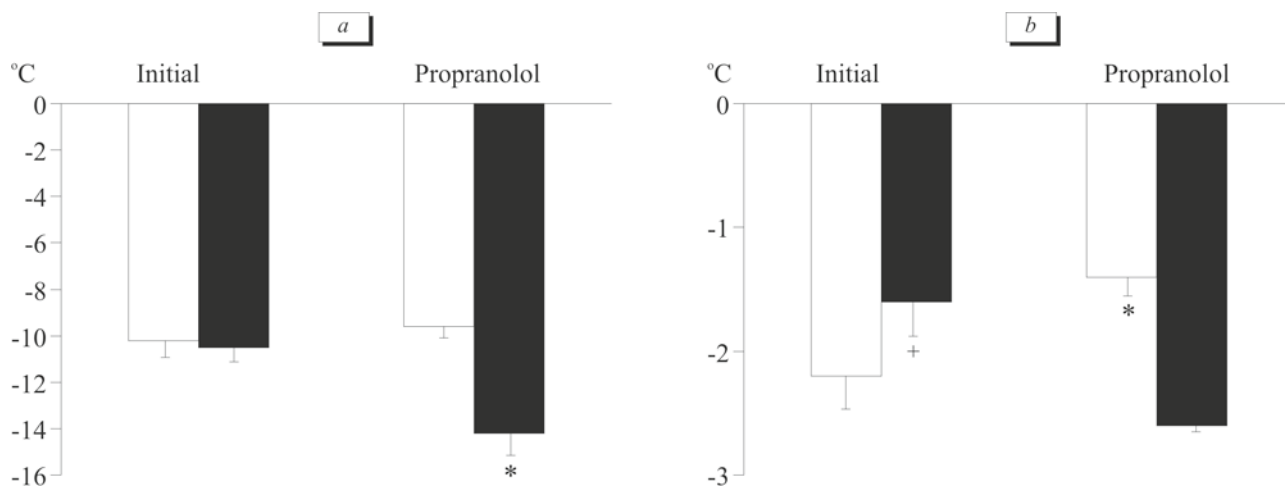 a
°C
Initial
Propranolol
0
-2
-4
-6
-8
-10
-12
-14
-16
*
b
°C
Initial
Propranolol
0
-1
-2
-3
+
*